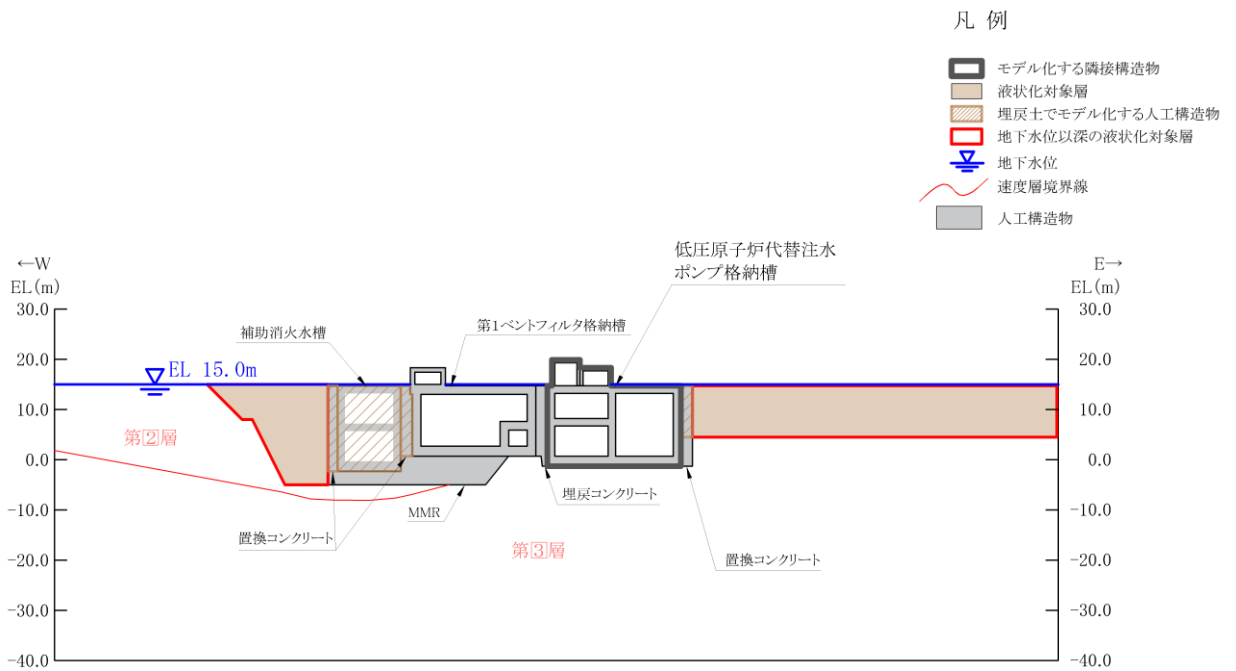 凡 例
モデル化する隣接構造物
液状化対象層
埋戻土でモデル化する人工構造物
地下水位以深の液状化対象層
地下水位
速度層境界線
人工構造物
低圧原子炉代替注水
ポンプ格納槽
←W
EL(m)
E→
EL(m)
補助消火水槽
第1ベントフィルタ格納槽
EL 15.0m
第②層
第③層
埋戻コンクリート
MMR
置換コンクリート
置換コンクリート
30.0
20.0
10.0
0.0
-10.0
-20.0
-30.0
-40.0
30.0
20.0
10.0
0.0
-10.0
-20.0
-30.0
-40.0